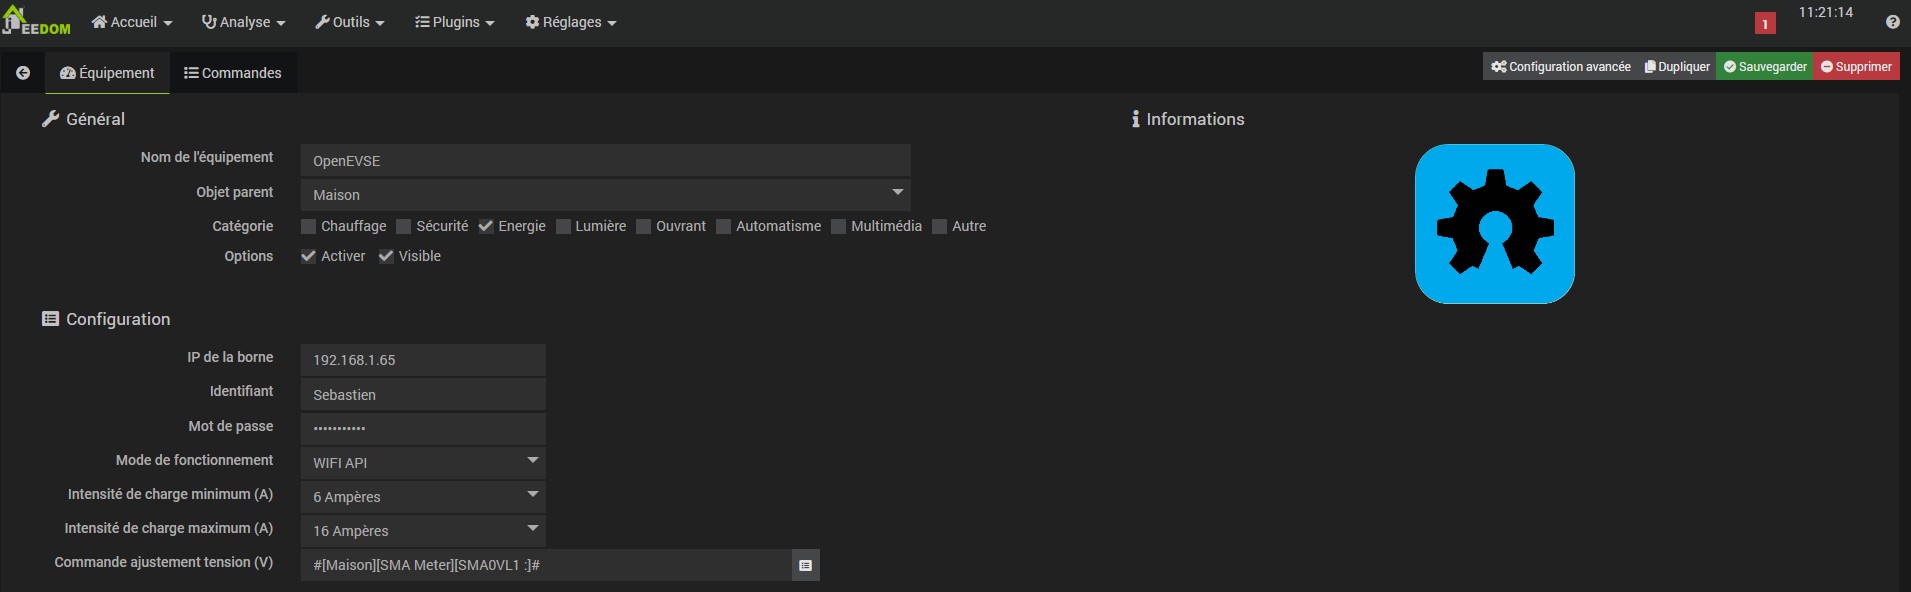 JEEDOM Accueil Analyse Outils Plugins Réglages 1 11:21:14
Équipement Commandes Configuration avancée Dupliquer Sauvegarder Supprimer
Général
Nom de l'équipement OpenEVSE
Objet parent Maison
Catégorie Chauffage Sécurité Energie Lumière Ouvrant Automatisme Multimédia Autre
Options Activer Visible
Informations
Configuration
IP de la borne 192.168.1.65
Identifiant Sebastien
Mot de passe •••••••••••
Mode de fonctionnement WIFI API
Intensité de charge minimum (A) 6 Ampères
Intensité de charge maximum (A) 16 Ampères
Commande ajustement tension (V) #[Maison][SMA Meter][SMA0VL1 :]#